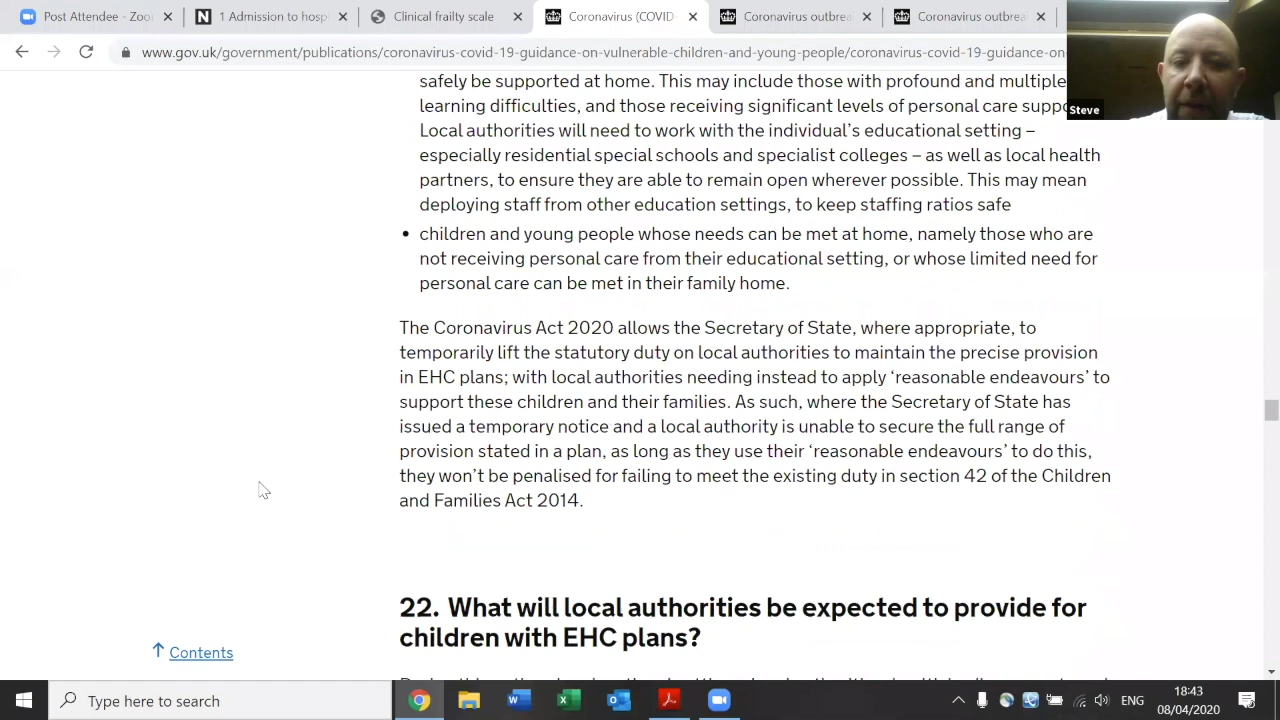 Post Attendee - Zoo
1 Admission to hosp
Clinical frailty scale
Coronavirus (COVID-
Coronavirus outbrea
Coronavirus outbrea
www.gov.uk/government/publications/coronavirus-covid-19-guidance-on-vulnerable-children-and-young-people/coronavirus-covid-19-guidance-on-
Steve
safely be supported at home. This may include those with profound and multiple
learning difficulties, and those receiving significant levels of personal care supp
Local authorities will need to work with the individual’s educational setting –
especially residential special schools and specialist colleges – as well as local health
partners, to ensure they are able to remain open wherever possible. This may mean
deploying staff from other education settings, to keep staffing ratios safe
• children and young people whose needs can be met at home, namely those who are
not receiving personal care from their educational setting, or whose limited need for
personal care can be met in their family home.
The Coronavirus Act 2020 allows the Secretary of State, where appropriate, to
temporarily lift the statutory duty on local authorities to maintain the precise provision
in EHC plans; with local authorities needing instead to apply ‘reasonable endeavours’ to
support these children and their families. As such, where the Secretary of State has
issued a temporary notice and a local authority is unable to secure the full range of
provision stated in a plan, as long as they use their ‘reasonable endeavours’ to do this,
they won’t be penalised for failing to meet the existing duty in section 42 of the Children
and Families Act 2014.
22. What will local authorities be expected to provide for
children with EHC plans?
↑ Contents
Type here to search
ENG
18:43
08/04/2020